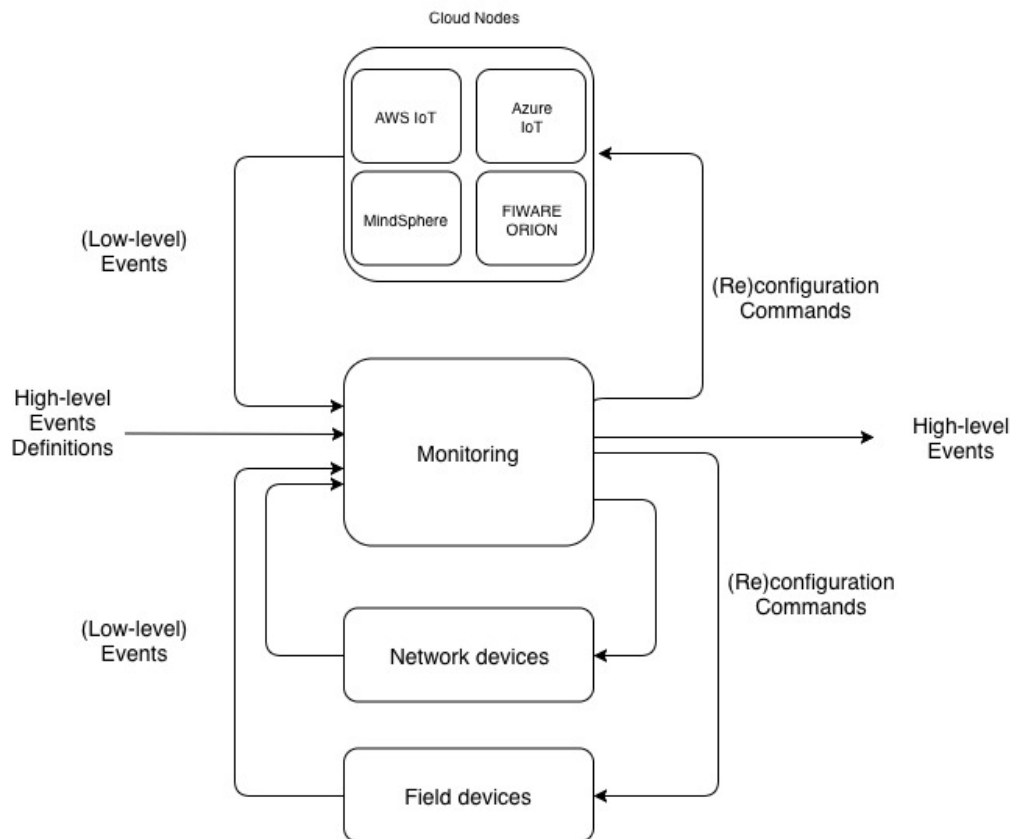 Cloud Nodes
AWS IoT
Azure
IoT
MindSphere
FIWARE
ORION
(Low-level)
Events
(Re)configuration
Commands
High-level
Events
Definitions
Monitoring
High-level
Events
(Re)configuration
Commands
(Low-level)
Events
Network devices
Field devices